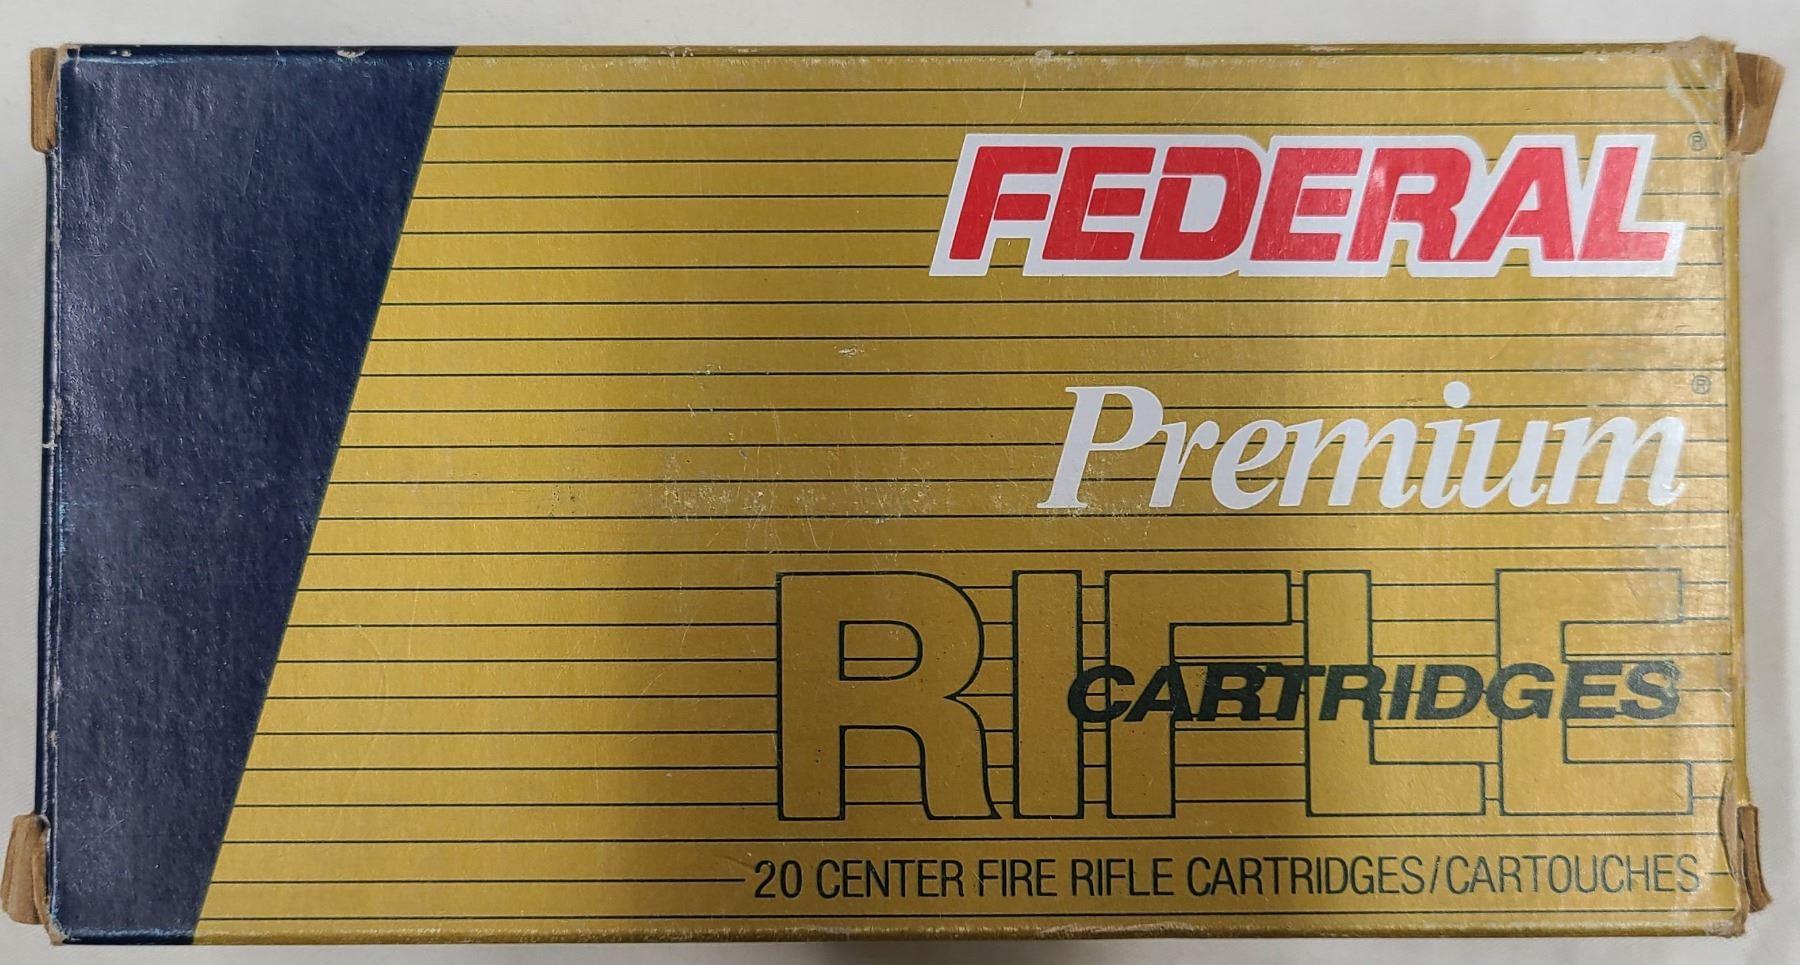 FEDERAL®
Premium®
RIFLE
CARTRIDGES
20 CENTER FIRE RIFLE CARTRIDGES/CARTOUCHES